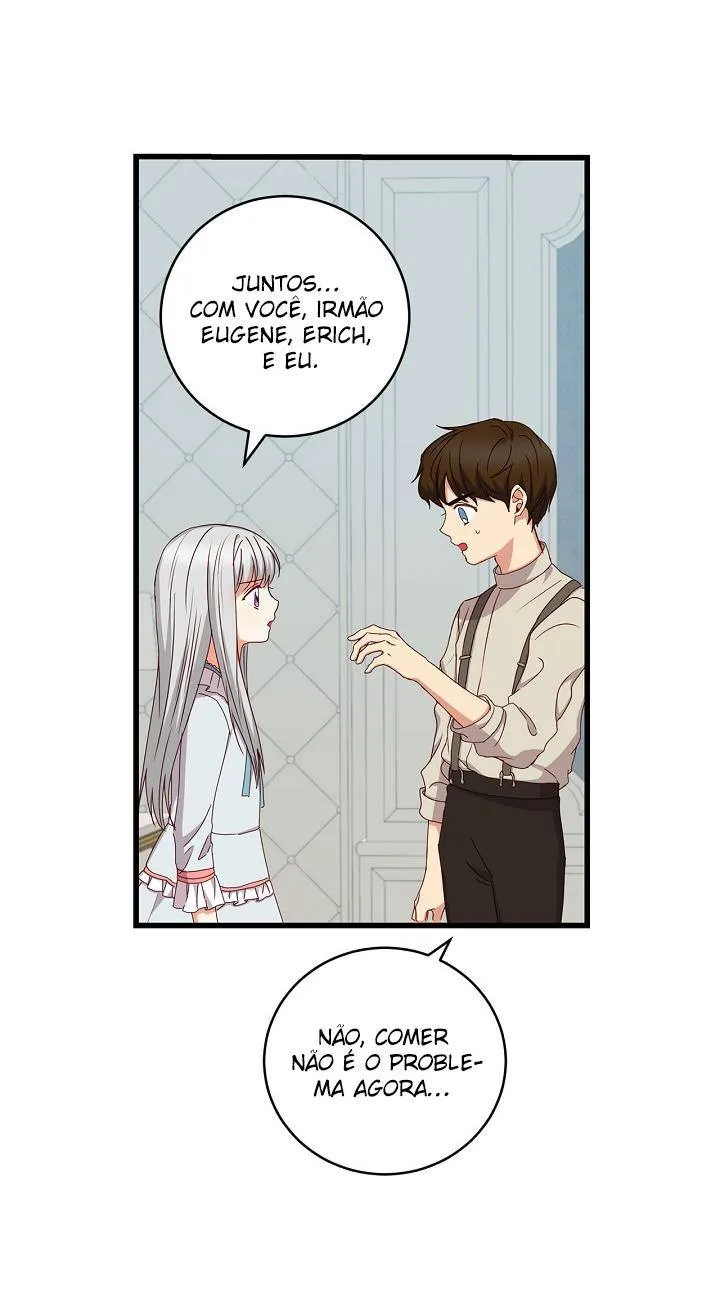 JUNTOS...
COM VOCÊ, IRMÃO
EUGENE, ERICH,
E EU.
NÃO, COMER
NÃO É O PROBLE-
MA AGORA...